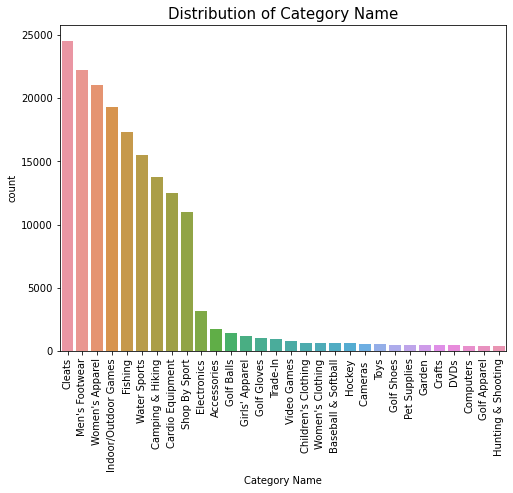 Distribution of Category Name
25000
20000
15000
10000
5000
0
count
Cleats
Men's Footwear
Women's Apparel
Indoor/Outdoor Games
Fishing
Water Sports
Camping & Hiking
Cardio Equipment
Shop By Sport
Electronics
Accessories
Golf Balls
Girls' Apparel
Golf Gloves
Trade-In
Video Games
Children's Clothing
Women's Clothing
Baseball & Softball
Hockey
Cameras
Toys
Golf Shoes
Pet Supplies
Garden
Crafts
DVDs
Computers
Golf Apparel
Hunting & Shooting
Category Name